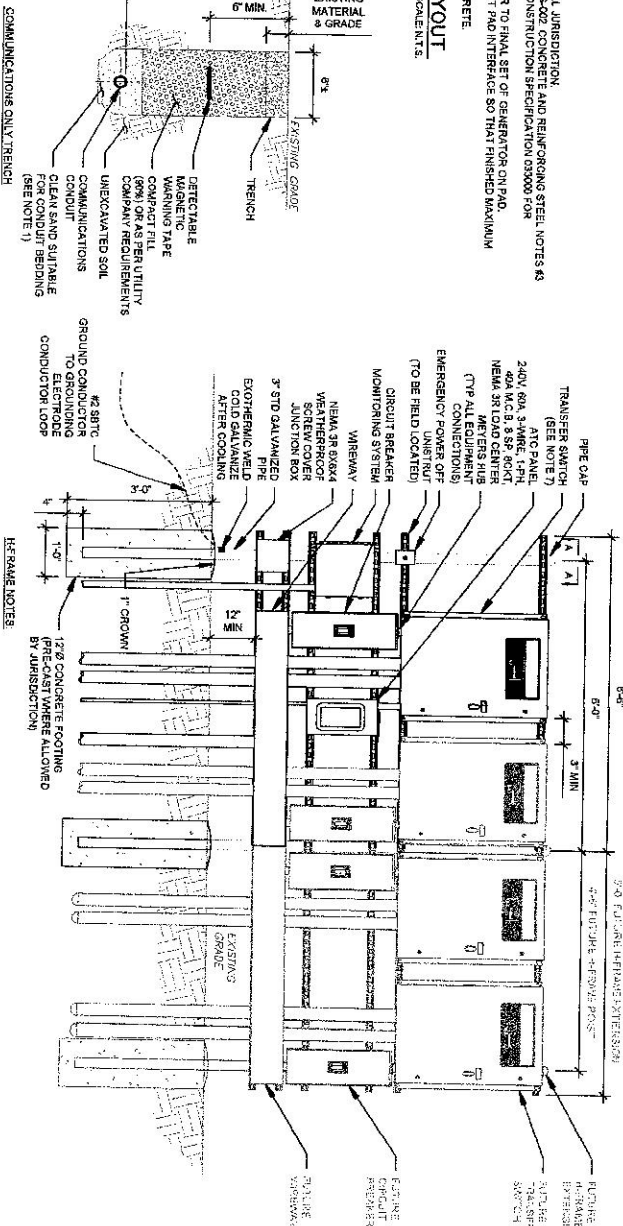 L JURISDICTION.
S-002, CONCRETE AND REINFORCING STEEL NOTES #3
ONSTRUCTION SPECIFICATION 033000 FOR
R TO FINAL SET OF GENERATOR ON PAD.
T PAD INTERFACE SO THAT FINISHED MAXIMUM
RETE.
YOUT
SCALE: N.T.S.
EXISTING
MATERIAL
& GRADE
6" MIN.
6"±
EXISTING GRADE
TRENCH
DETECTABLE
MAGNETIC
WARNING TAPE
COMPACT FILL
(90%) OR AS PER UTILITY
COMPANY REQUIREMENTS
UNEXCAVATED SOIL
COMMUNICATIONS
CONDUIT
CLEAN SAND SUITABLE
FOR CONDUIT BEDDING
(SEE NOTE 1)
COMMUNICATIONS ONLY TRENCH
PIPE CAP
TRANSFER SWITCH
(SEE NOTE 7)
ATC PANEL
240V, 60A, 3-WIRE, 1-PH,
40A M.C.B., 8 SP, 8CKT,
NEMA 3R LOAD CENTER
MEYERS HUB
(TYP ALL EQUIPMENT
CONNECTIONS)
EMERGENCY POWER OFF
UNISTRUT
(TO BE FIELD LOCATED)
CIRCUIT BREAKER
MONITORING SYSTEM
WIREWAY
NEMA 3R 6X6X4
WEATHERPROOF
SCREW COVER
JUNCTION BOX
3" STD GALVANIZED
PIPE
EXOTHERMIC WELD
COLD GALVANIZE
AFTER COOLING
#2 SBTC
GROUND CONDUCTOR
TO GROUNDING
ELECTRODE
CONDUCTOR LOOP
A
A
6'-6"
6'-0"
3" MIN
5'-0" FUTURE H-FRAME EXTENSION
4'-6" FUTURE H-FRAME POST
FUTURE
H-FRAME
FUTURE
SWITCH
FUTURE
CIRCUIT
BREAKER
FUTURE
WIREWAY
EXISTING
GRADE
12"
MIN
1" CROWN
3'-0"
1'-0"
12"Ø CONCRETE FOOTING
(PRE-CAST WHERE ALLOWED
BY JURISDICTION)
H-FRAME NOTES: